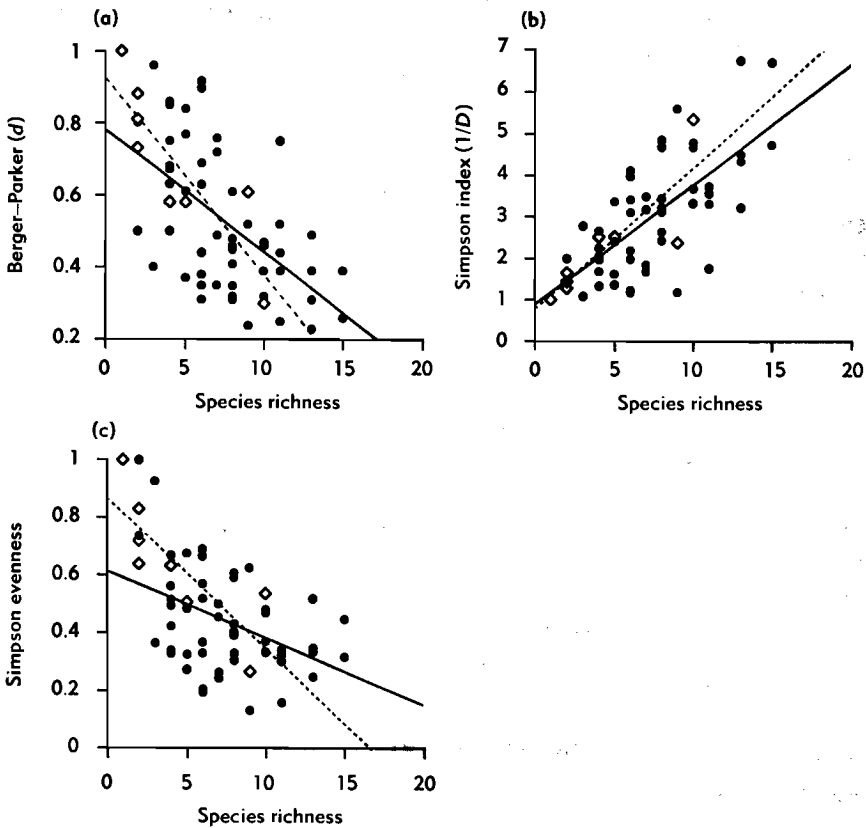 (a)
1
0.8
0.6
0.4
0.2
Berger–Parker (d)
0 5 10 15 20
Species richness
(b)
7
6
5
4
3
2
1
0
Simpson index (1/D)
0 5 10 15 20
Species richness
(c)
1
0.8
0.6
0.4
0.2
0
Simpson evenness
0 5 10 15 20
Species richness